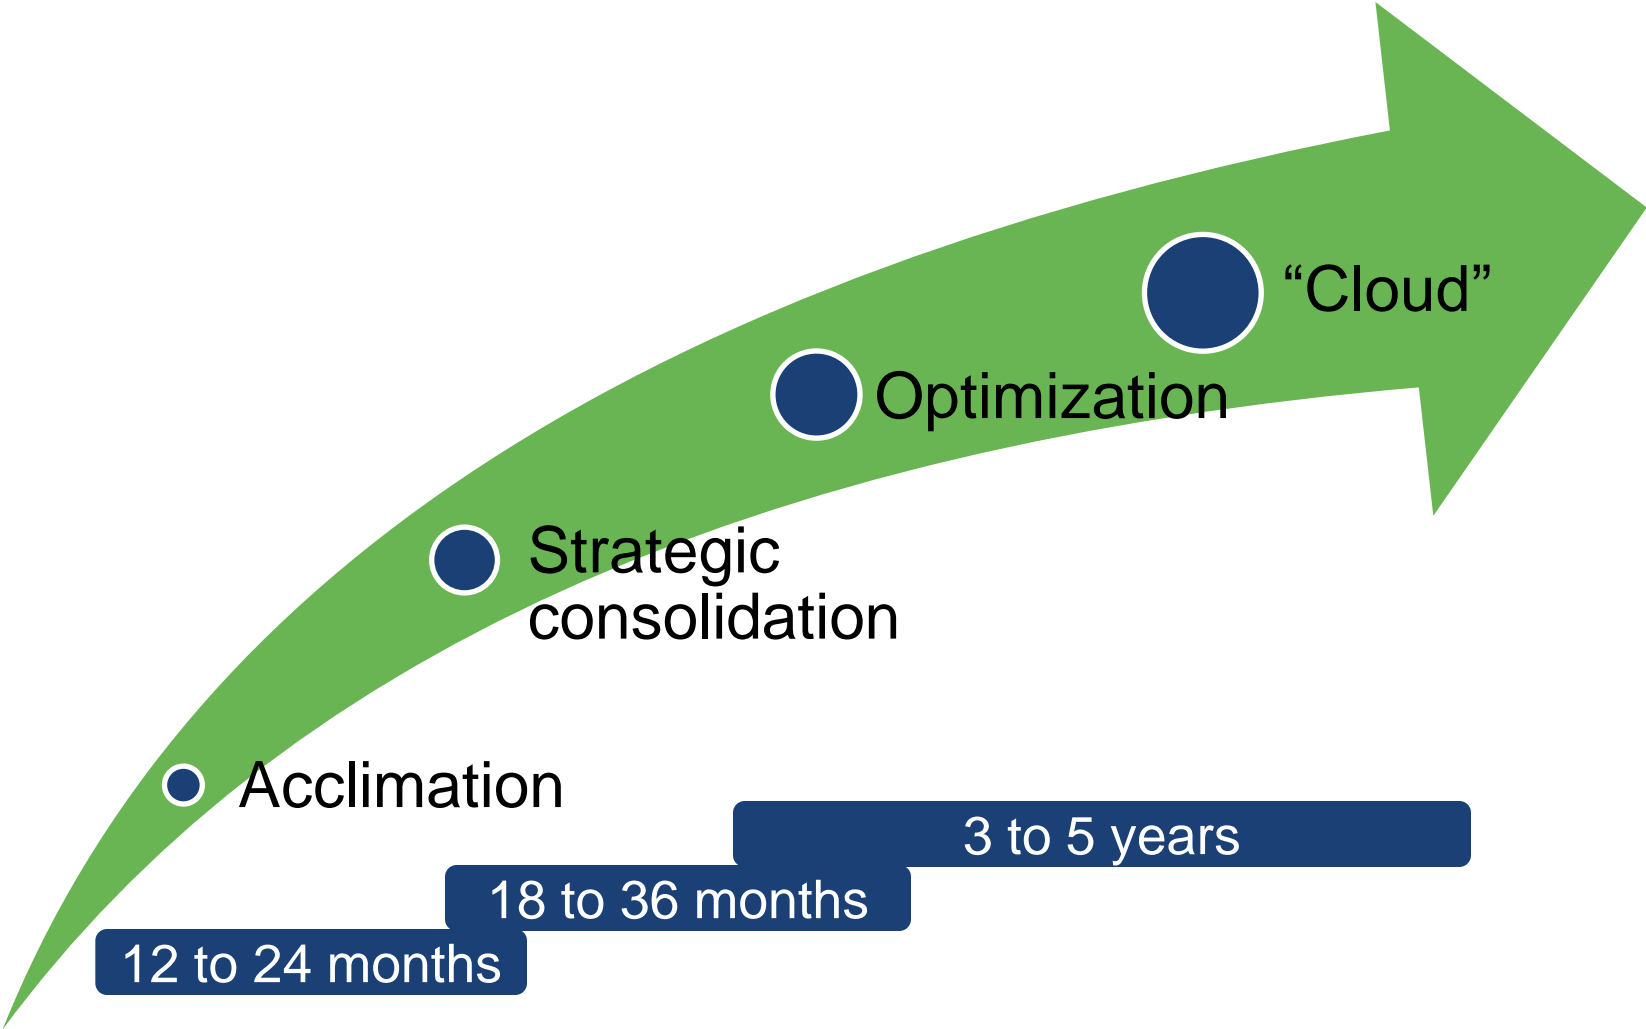 “Cloud”
Optimization
Strategic
consolidation
Acclimation
3 to 5 years
18 to 36 months
12 to 24 months